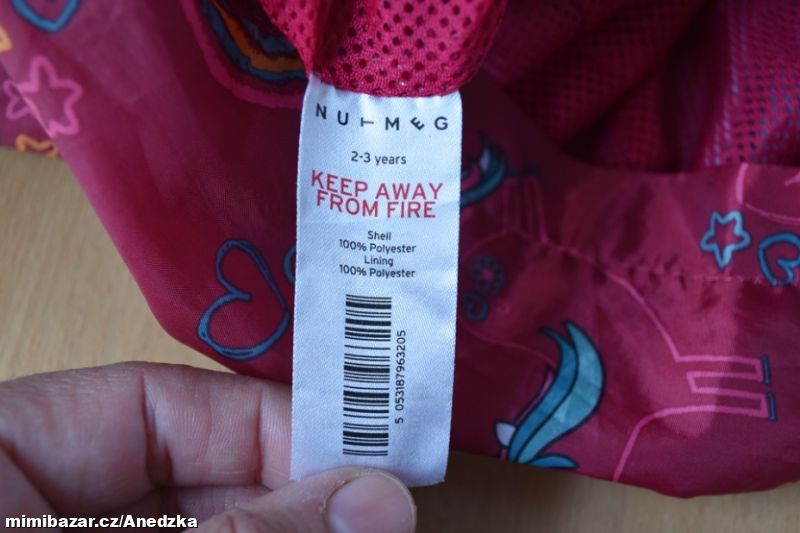 NUTMEG
2-3 years
KEEP AWAY
FROM FIRE
Shell
100% Polyester
Lining
100% Polyester
5 053187963205
mimibazar.cz/Anedzka